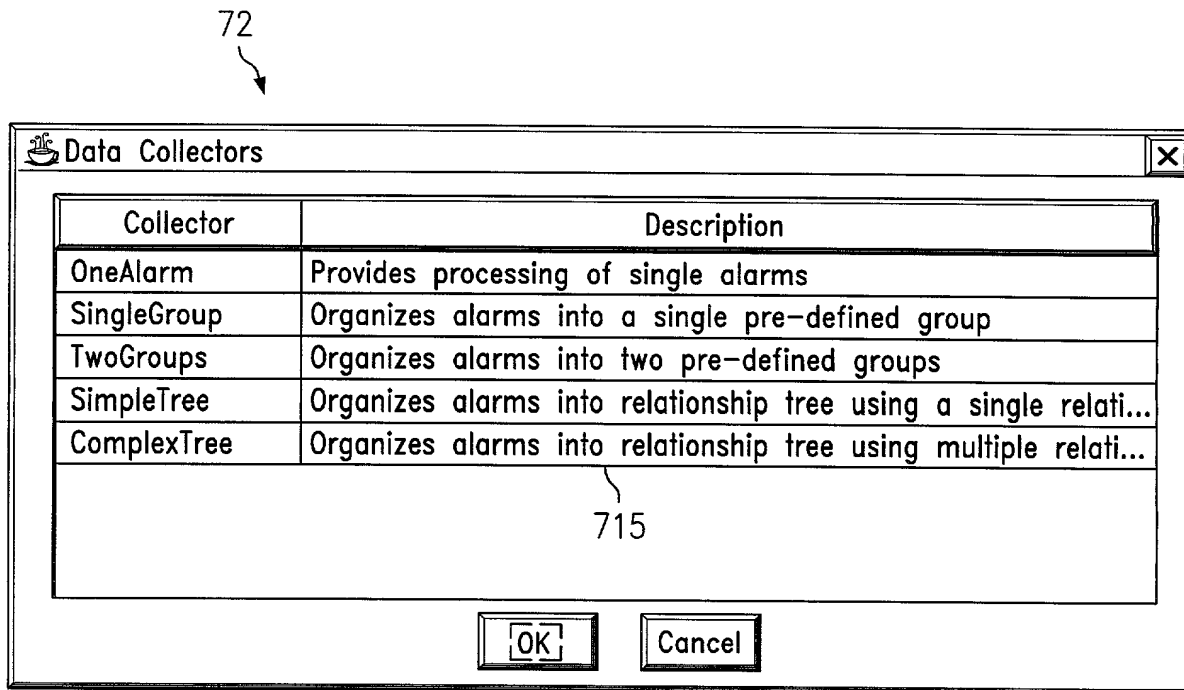 72
Data Collectors
Collector Description
OneAlarm Provides processing of single alarms
SingleGroup Organizes alarms into a single pre-defined group
TwoGroups Organizes alarms into two pre-defined groups
SimpleTree Organizes alarms into relationship tree using a single relati...
ComplexTree Organizes alarms into relationship tree using multiple relati...
715
OK Cancel